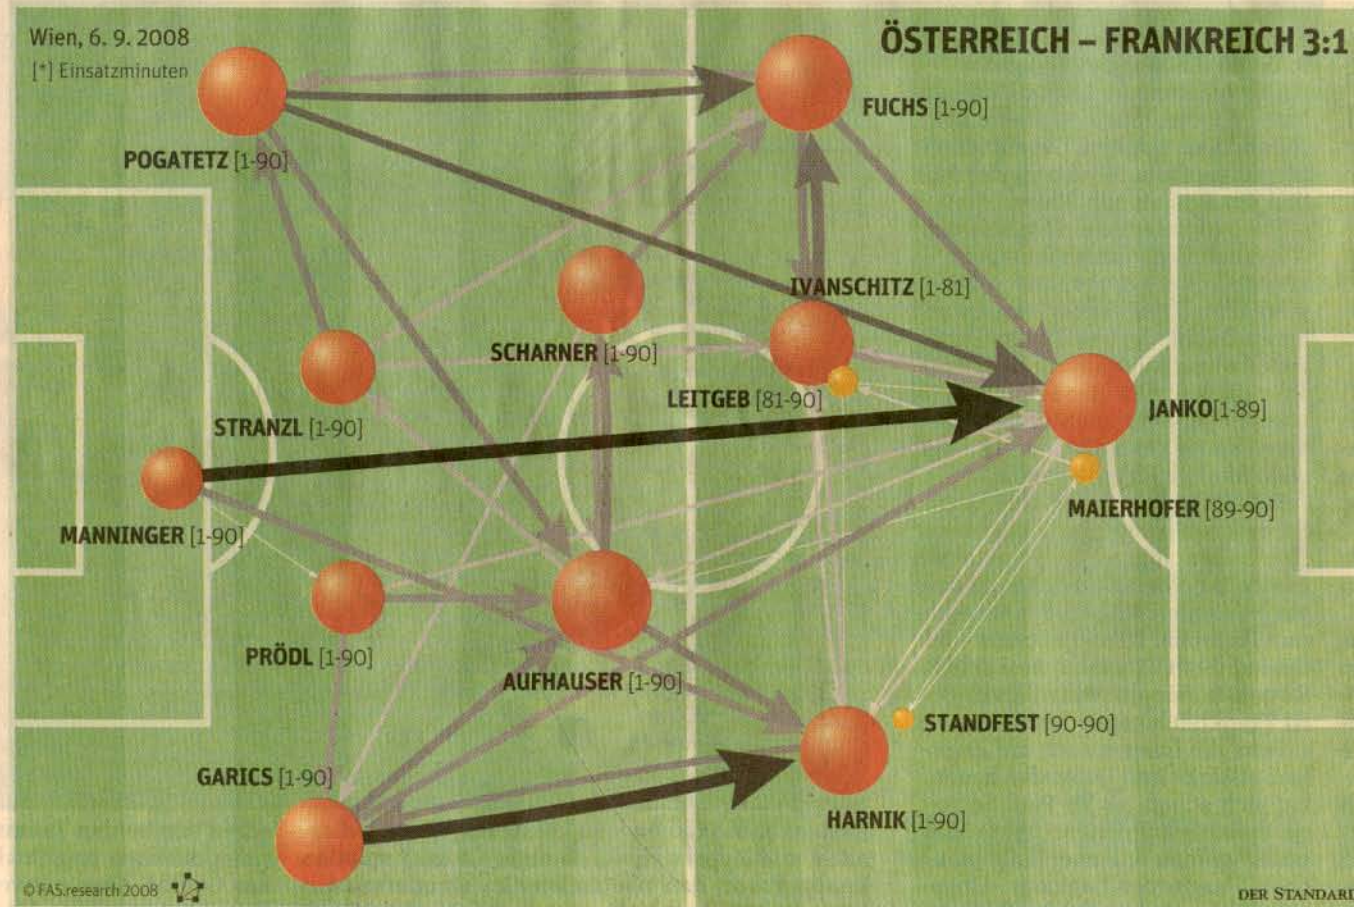 Wien, 6. 9. 2008
[*] Einsatzminuten
ÖSTERREICH – FRANKREICH 3:1
FUCHS [1-90]
POGATETZ [1-90]
IVANSCHITZ [1-81]
SCHARNER [1-90]
LEITGEB [81-90]
JANKO[1-89]
STRANZL [1-90]
MAIERHOFER [89-90]
MANNINGER [1-90]
PRÖDL [1-90]
AUFHAUSER [1-90]
STANDFEST [90-90]
GARICS [1-90]
HARNIK [1-90]
© FAS.research 2008
DER STANDARD